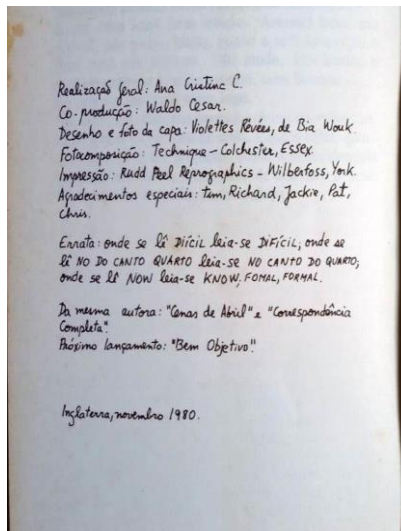 Realização geral: Ana Cristina C.
Co-produção: Waldo Cesar.
Desenho e foto da capa: Violettes Révées, de Bia Wouk.
Fotocomposição: Technique - Colchester, Essex.
Impressão: Rudd Peel Reprographics - Wilberfoss, York.
Agradecimentos especiais: Tim, Richard, Jackie, Pat,
Chris.
Errata: onde se lê DIÍCIL leia-se DIFÍCIL; onde se
lê NO DO CANTO QUARTO leia-se NO CANTO DO QUARTO;
onde se lê NOW leia-se KNOW. FOMAL, FORMAL.
Da mesma autora: "Cenas de Abril" e "Correspondência
Completa".
Próximo lançamento: "Bem Objetivo".
Inglaterra, novembro 1980.